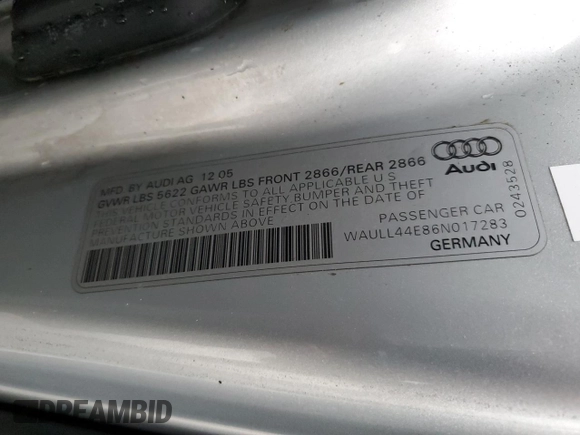 MFD. BY AUDI AG 12 05
GVWR LBS 5622 GAWR LBS FRONT 2866/REAR 2866
THIS VEHICLE CONFORMS TO ALL APPLICABLE U S
FEDERAL MOTOR VEHICLE SAFETY BUMPER AND THEFT
PREVENTION STANDARDS IN EFFECT ON THE DATE OF
MANUFACTURE SHOWN ABOVE
Audi
0243528
PASSENGER CAR
WAULL44E86N017283
GERMANY
DREAMBID